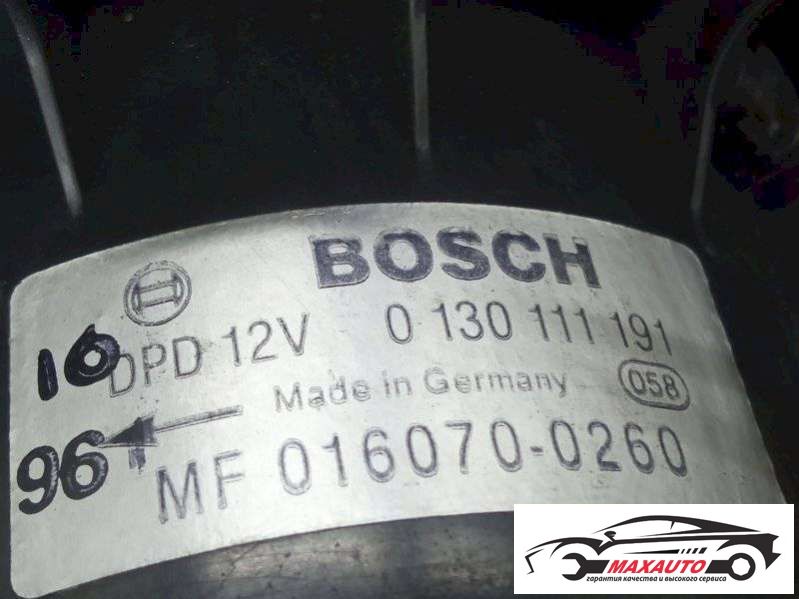 BOSCH
DPD 12V 0 130 111 191
16
Made in Germany 058
96
MF 016070-0260
MAXAUTO
гарантия качества и высокого сервиса